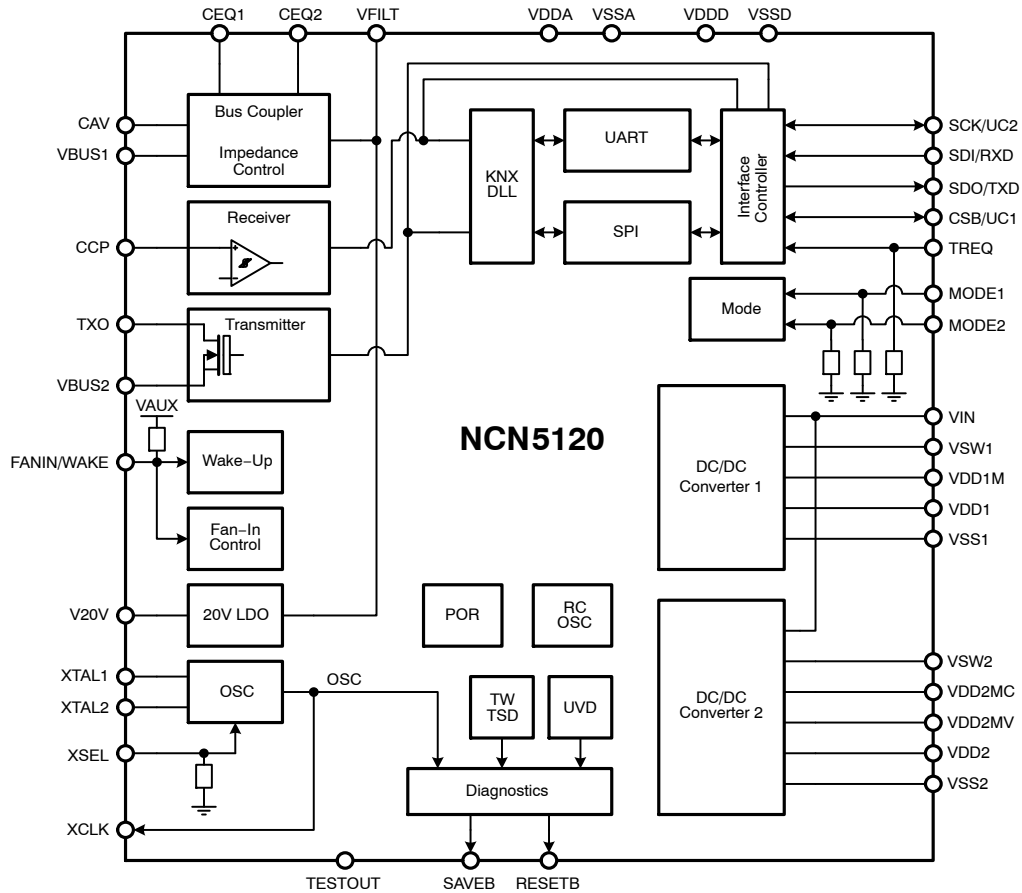 CEQ1
CEQ2
VFILT
VDDA
VSSA
VDDD
VSSD
CAV
VBUS1
CCP
TXO
VBUS2
VAUX
FANIN/WAKE
V20V
XTAL1
XTAL2
XSEL
XCLK
Bus Coupler
Impedance
Control
Receiver
+
−
Transmitter
Wake−Up
Fan−In
Control
20V LDO
OSC
OSC
KNX
DLL
UART
SPI
Interface
Controller
Mode
NCN5120
DC/DC
Converter 1
DC/DC
Converter 2
POR
RC
OSC
TW
TSD
UVD
Diagnostics
SCK/UC2
SDI/RXD
SDO/TXD
CSB/UC1
TREQ
MODE1
MODE2
VIN
VSW1
VDD1M
VDD1
VSS1
VSW2
VDD2MC
VDD2MV
VDD2
VSS2
TESTOUT
SAVEB
RESETB